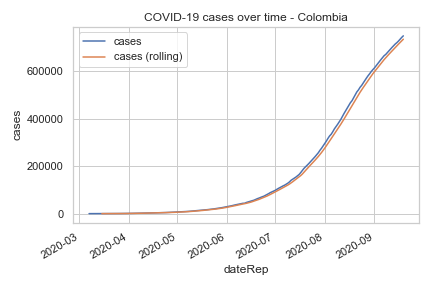 COVID-19 cases over time - Colombia
cases
cases (rolling)
600000
400000
200000
0
cases
2020-03
2020-04
2020-05
2020-06
2020-07
2020-08
2020-09
dateRep